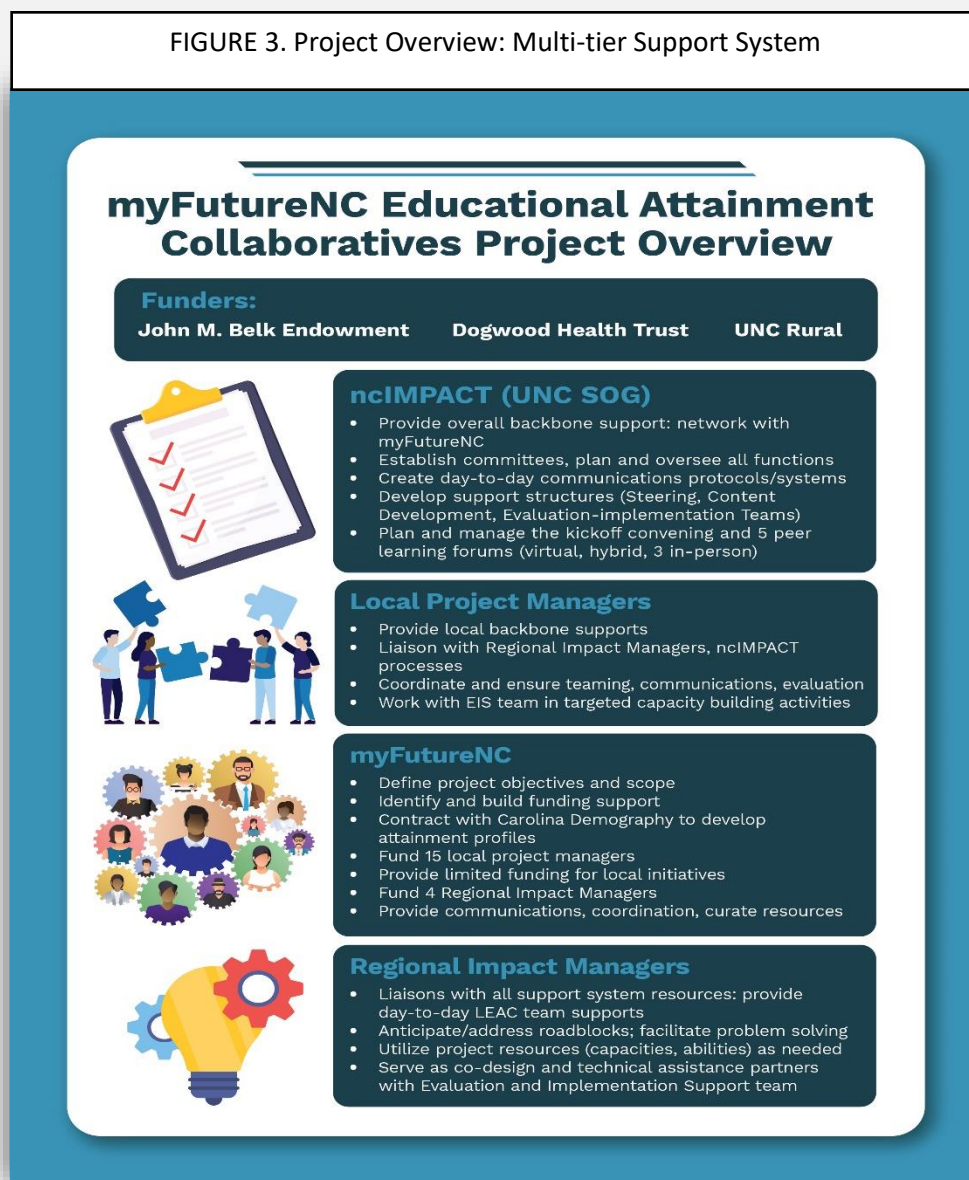 FIGURE 3. Project Overview: Multi-tier Support System
myFutureNC Educational Attainment
Collaboratives Project Overview
Funders:
John M. Belk Endowment Dogwood Health Trust UNC Rural
ncIMPACT (UNC SOG)
• Provide overall backbone support: network with
myFutureNC
• Establish committees, plan and oversee all functions
• Create day-to-day communications protocols/systems
• Develop support structures (Steering, Content
Development, Evaluation-implementation Teams)
• Plan and manage the kickoff convening and 5 peer
learning forums (virtual, hybrid, 3 in-person)
Local Project Managers
• Provide local backbone supports
• Liaison with Regional Impact Managers, ncIMPACT
processes
• Coordinate and ensure teaming, communications, evaluation
• Work with EIS team in targeted capacity building activities
myFutureNC
• Define project objectives and scope
• Identify and build funding support
• Contract with Carolina Demography to develop
attainment profiles
• Fund 15 local project managers
• Provide limited funding for local initiatives
• Fund 4 Regional Impact Managers
• Provide communications, coordination, curate resources
Regional Impact Managers
• Liaisons with all support system resources: provide
day-to-day LEAC team supports
• Anticipate/address roadblocks; facilitate problem solving
• Utilize project resources (capacities, abilities) as needed
• Serve as co-design and technical assistance partners
with Evaluation and Implementation Support team